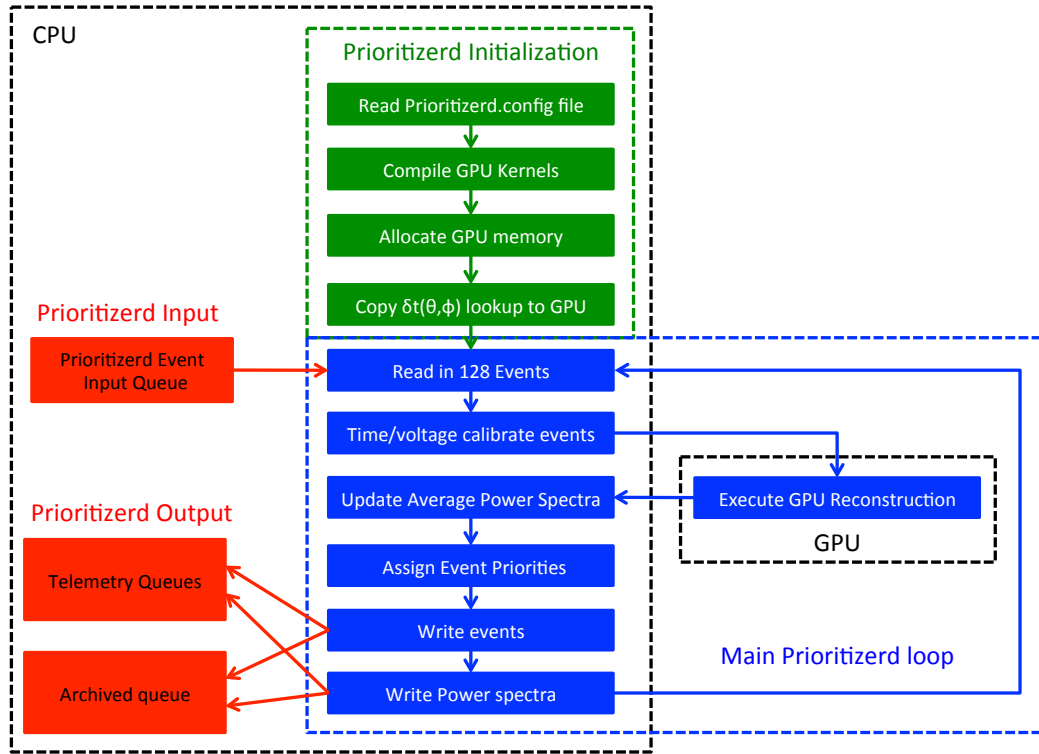 CPU
Prioritizerd Initialization
Read Prioritizerd.config file
Compile GPU Kernels
Allocate GPU memory
Copy δt(θ,ϕ) lookup to GPU
Prioritizerd Input
Prioritizerd Event
Input Queue
Read in 128 Events
Time/voltage calibrate events
Update Average Power Spectra
Execute GPU Reconstruction
GPU
Prioritizerd Output
Assign Event Priorities
Telemetry Queues
Write events
Main Prioritizerd loop
Archived queue
Write Power spectra